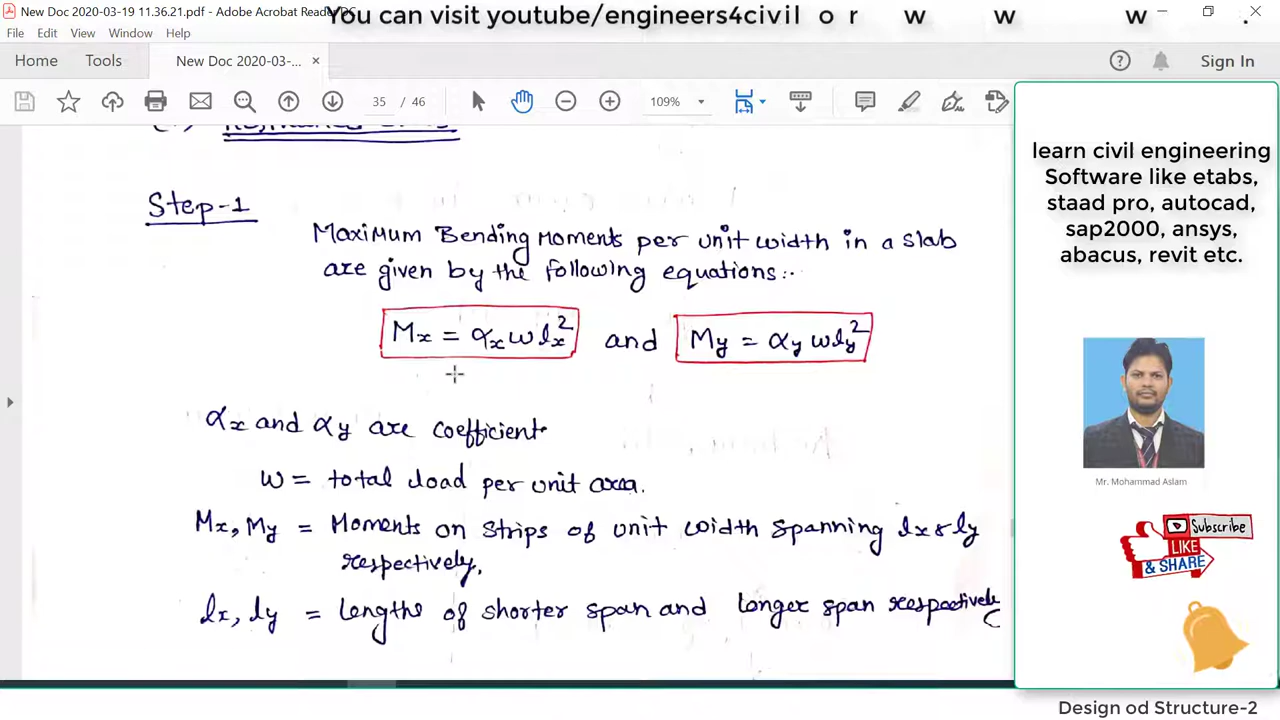 You can visit youtube/engineers4civil o r w w w .
New Doc 2020-03-19 11.36.21.pdf - Adobe Acrobat Reader
File Edit View Window Help
Home Tools New Doc 2020-03-... × Sign In
35 / 46 109%
Step-1
Maximum Bending Moments per unit width in a slab
are given by the following equations:-
Mx = αx w lx² and My = αy w ly²
αx and αy are coefficient.
w = total load per unit area.
Mx, My = Moments on strips of unit width spanning lx & ly
respectively.
lx, ly = lengths of shorter span and longer span respectively
learn civil engineering
Software like etabs,
staad pro, autocad,
sap2000, ansys,
abacus, revit etc.
Mr. Mohammad Aslam
Subscribe
LIKE
& SHARE
Design od Structure-2